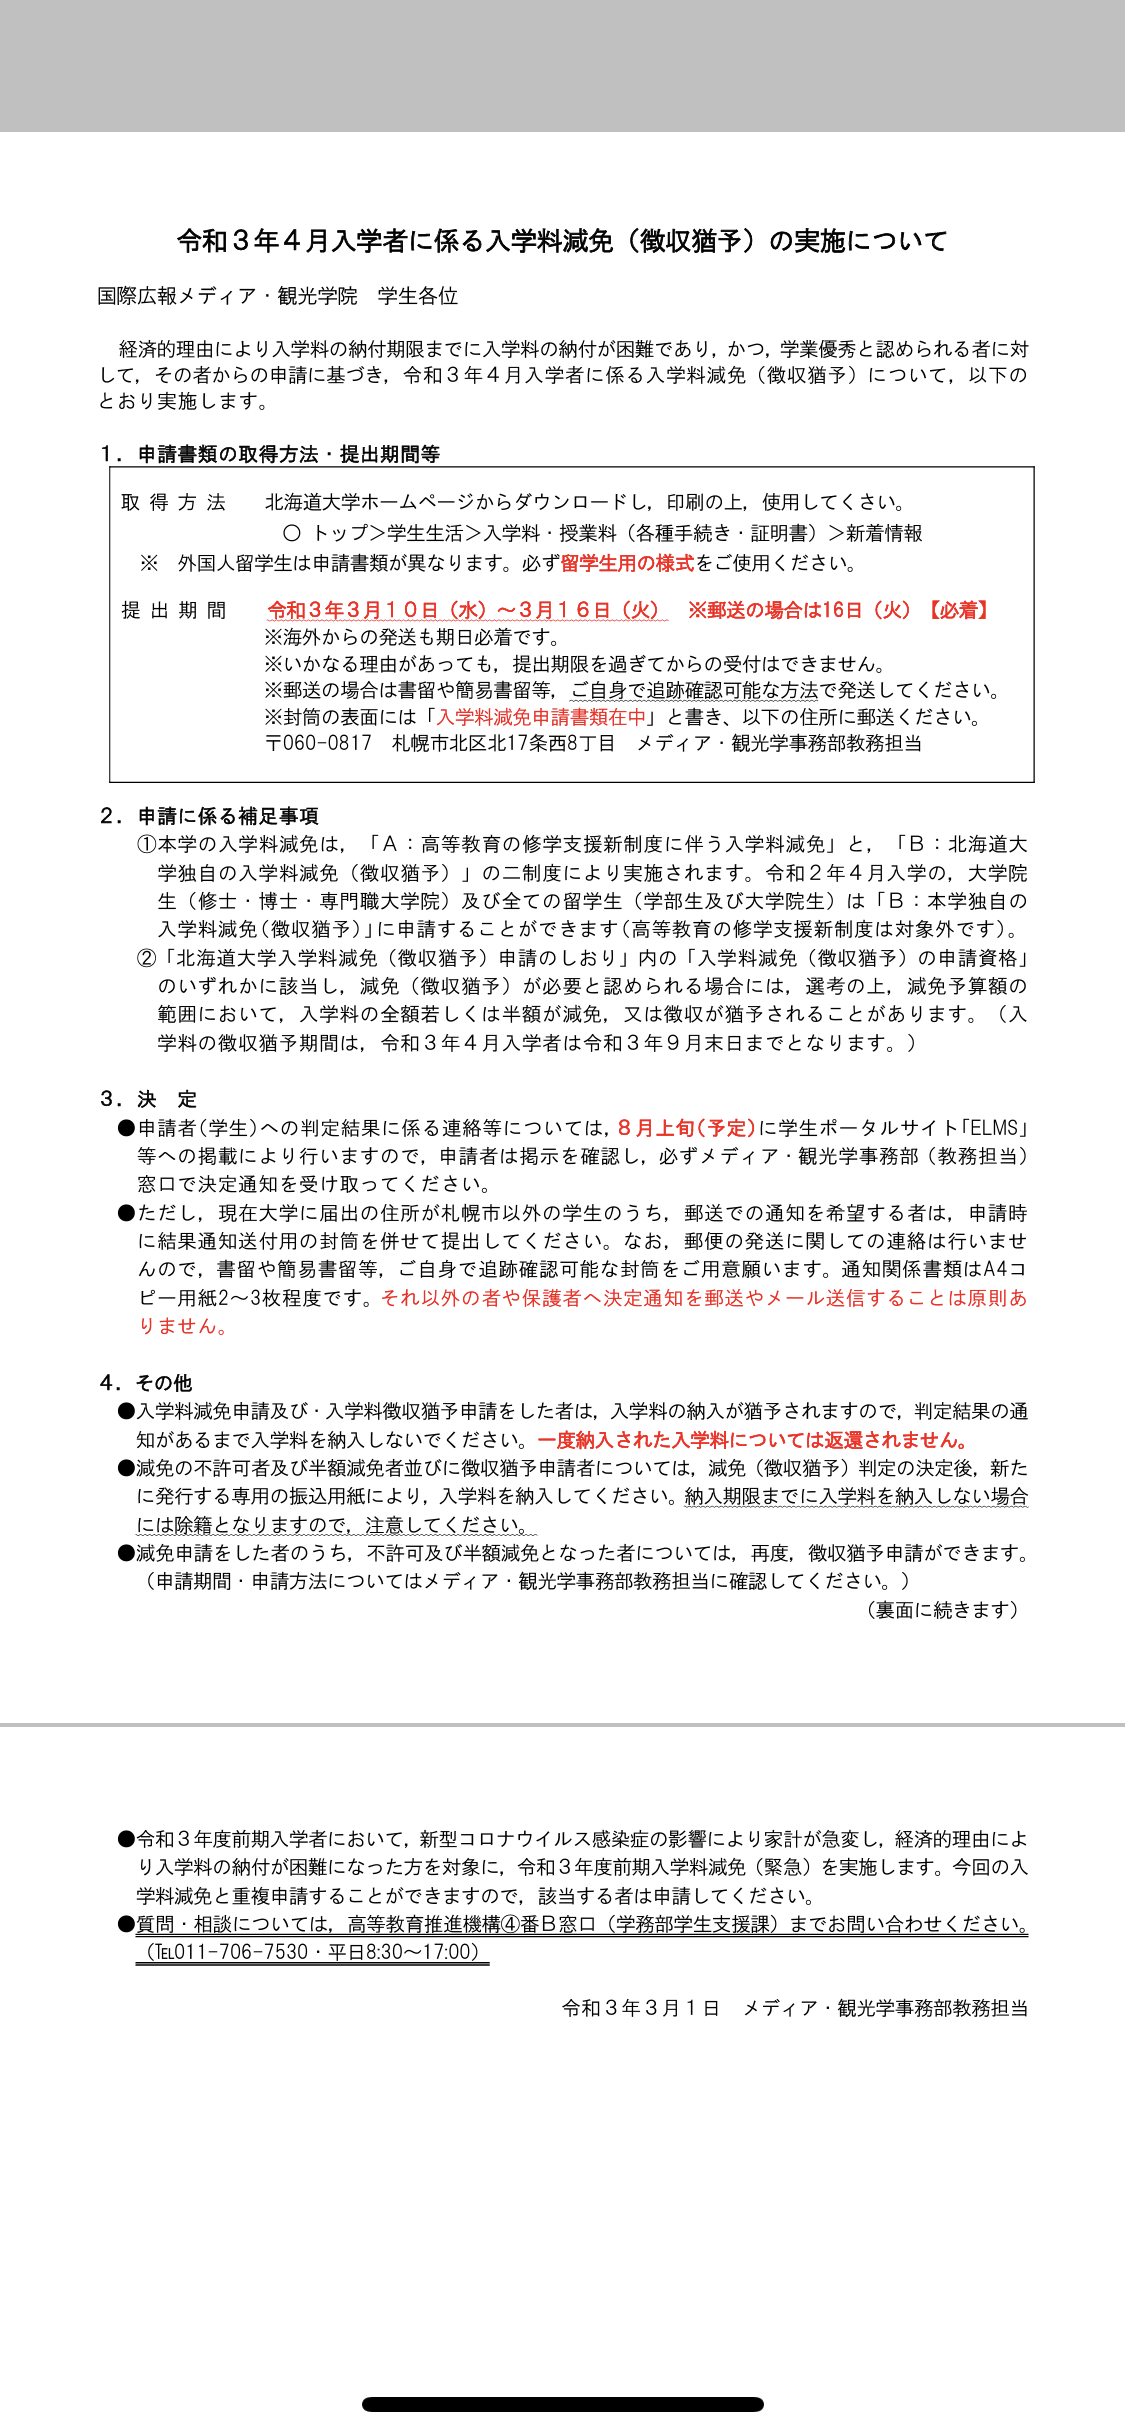 令和３年４月入学者に係る入学料減免（徴収猶予）の実施について
国際広報メディア・観光学院　学生各位
経済的理由により入学料の納付期限までに入学料の納付が困難であり，かつ，学業優秀と認められる者に対
して，その者からの申請に基づき，令和３年４月入学者に係る入学料減免（徴収猶予）について，以下の
とおり実施します。
１．申請書類の取得方法・提出期間等
取 得 方 法　　北海道大学ホームページからダウンロードし，印刷の上，使用してくさい。
〇 トップ＞学生生活＞入学料・授業料（各種手続き・証明書）＞新着情報
※　外国人留学生は申請書類が異なります。必ず留学生用の様式をご使用ください。
提 出 期 間　　令和３年３月１０日（水）～３月１６日（火）　※郵送の場合は16日（火）【必着】
※海外からの発送も期日必着です。
※いかなる理由があっても，提出期限を過ぎてからの受付はできません。
※郵送の場合は書留や簡易書留等，ご自身で追跡確認可能な方法で発送してください。
※封筒の表面には「入学料減免申請書類在中」と書き、以下の住所に郵送ください。
〒060-0817　札幌市北区北17条西8丁目　メディア・観光学事務部教務担当
２．申請に係る補足事項
①本学の入学料減免は，「Ａ：高等教育の修学支援新制度に伴う入学料減免」と，「Ｂ：北海道大
学独自の入学料減免（徴収猶予）」の二制度により実施されます。令和２年４月入学の，大学院
生（修士・博士・専門職大学院）及び全ての留学生（学部生及び大学院生）は「Ｂ：本学独自の
入学料減免（徴収猶予）」に申請することができます（高等教育の修学支援新制度は対象外です）。
②「北海道大学入学料減免（徴収猶予）申請のしおり」内の「入学料減免（徴収猶予）の申請資格」
のいずれかに該当し，減免（徴収猶予）が必要と認められる場合には，選考の上，減免予算額の
範囲において，入学料の全額若しくは半額が減免，又は徴収が猶予されることがあります。（入
学料の徴収猶予期間は，令和３年４月入学者は令和３年９月末日までとなります。）
３．決　定
●申請者（学生）への判定結果に係る連絡等については，８月上旬（予定）に学生ポータルサイト「ELMS」
等への掲載により行いますので，申請者は掲示を確認し，必ずメディア・観光学事務部（教務担当）
窓口で決定通知を受け取ってください。
●ただし，現在大学に届出の住所が札幌市以外の学生のうち，郵送での通知を希望する者は，申請時
に結果通知送付用の封筒を併せて提出してください。なお，郵便の発送に関しての連絡は行いませ
んので，書留や簡易書留等，ご自身で追跡確認可能な封筒をご用意願います。通知関係書類はA4コ
ピー用紙2～3枚程度です。それ以外の者や保護者へ決定通知を郵送やメール送信することは原則あ
りません。
４．その他
●入学料減免申請及び・入学料徴収猶予申請をした者は，入学料の納入が猶予されますので，判定結果の通
知があるまで入学料を納入しないでください。一度納入された入学料については返還されません。
●減免の不許可者及び半額減免者並びに徴収猶予申請者については，減免（徴収猶予）判定の決定後，新た
に発行する専用の振込用紙により，入学料を納入してください。納入期限までに入学料を納入しない場合
には除籍となりますので，注意してください。
●減免申請をした者のうち，不許可及び半額減免となった者については，再度，徴収猶予申請ができます。
（申請期間・申請方法についてはメディア・観光学事務部教務担当に確認してください。）
（裏面に続きます）
●令和３年度前期入学者において，新型コロナウイルス感染症の影響により家計が急変し，経済的理由によ
り入学料の納付が困難になった方を対象に，令和３年度前期入学料減免（緊急）を実施します。今回の入
学料減免と重複申請することができますので，該当する者は申請してください。
●質問・相談については，高等教育推進機構④番Ｂ窓口（学務部学生支援課）までお問い合わせください。
（℡011-706-7530・平日8:30～17:00）
令和３年３月１日　メディア・観光学事務部教務担当